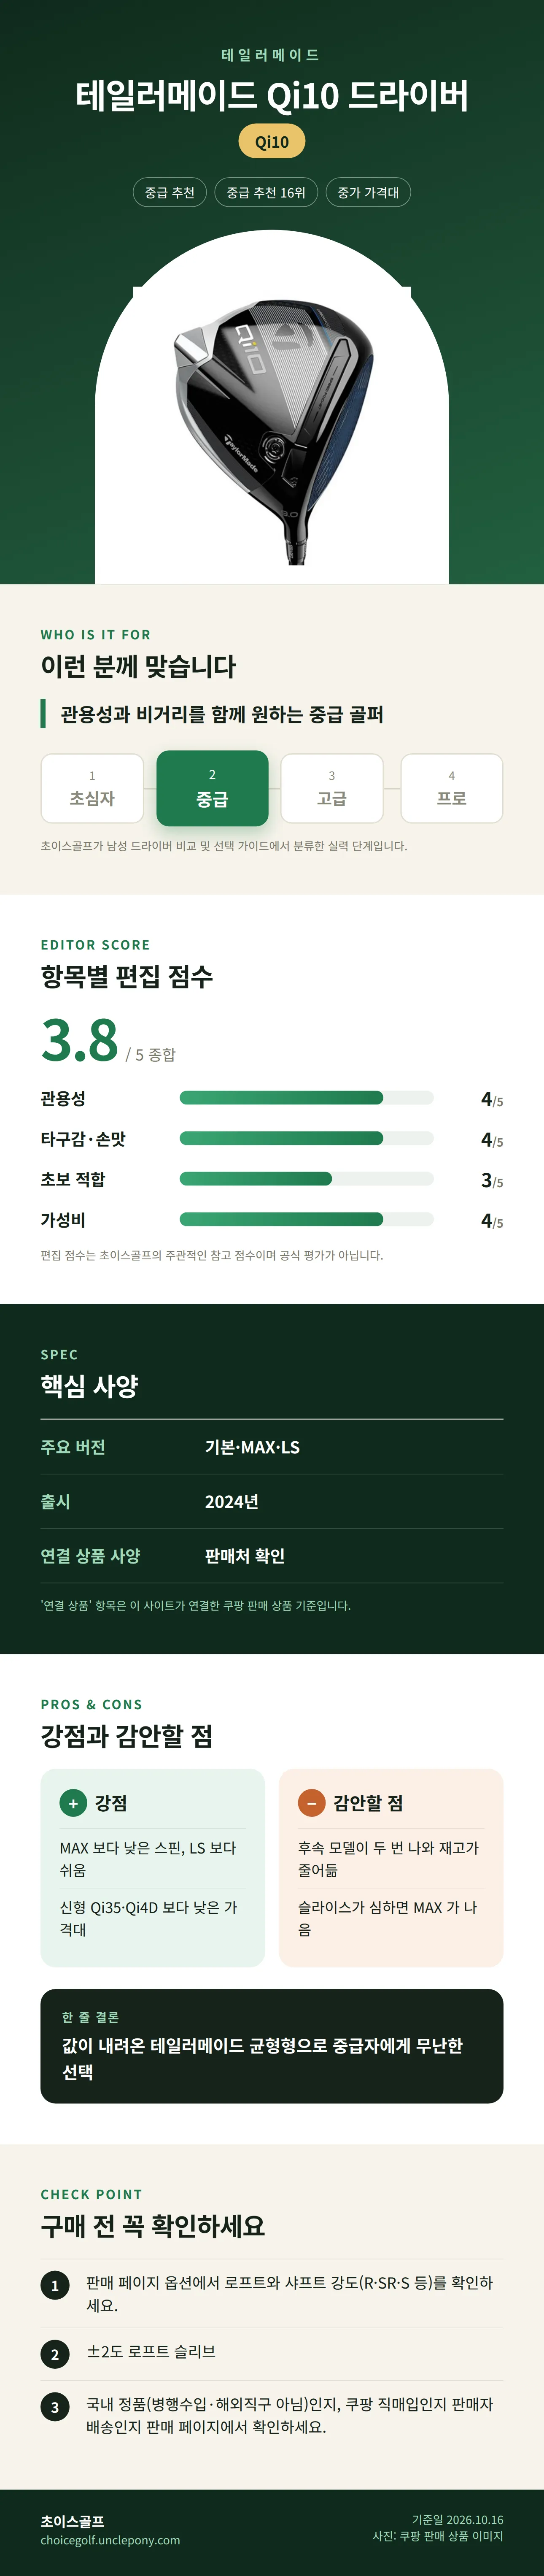 테일러메이드
테일러메이드 Qi10 드라이버
Qi10
중급 추천
중급 추천 16위
중가 가격대
Qi10
TaylorMade
9.0
WHO IS IT FOR
이런 분께 맞습니다
관용성과 비거리를 함께 원하는 중급 골퍼
1
초심자
2
중급
3
고급
4
프로
초이스골프가 남성 드라이버 비교 및 선택 가이드에서 분류한 실력 단계입니다.
EDITOR SCORE
항목별 편집 점수
3.8 / 5 종합
관용성 4/5
타구감·손맛 4/5
초보 적합 3/5
가성비 4/5
편집 점수는 초이스골프의 주관적인 참고 점수이며 공식 평가가 아닙니다.
SPEC
핵심 사양
주요 버전 기본·MAX·LS
출시 2024년
연결 상품 사양 판매처 확인
'연결 상품' 항목은 이 사이트가 연결한 쿠팡 판매 상품 기준입니다.
PROS & CONS
강점과 감안할 점
+ 강점
MAX 보다 낮은 스핀, LS 보다
쉬움
신형 Qi35·Qi4D 보다 낮은 가
격대
− 감안할 점
후속 모델이 두 번 나와 재고가
줄어듦
슬라이스가 심하면 MAX 가 나
음
한 줄 결론
값이 내려온 테일러메이드 균형형으로 중급자에게 무난한
선택
CHECK POINT
구매 전 꼭 확인하세요
1 판매 페이지 옵션에서 로프트와 샤프트 강도(R·SR·S 등)를 확인하
세요.
2 ±2도 로프트 슬리브
3 국내 정품(병행수입·해외직구 아님)인지, 쿠팡 직매입인지 판매자
배송인지 판매 페이지에서 확인하세요.
초이스골프
choicegolf.unclepony.com
기준일 2026.10.16
사진: 쿠팡 판매 상품 이미지